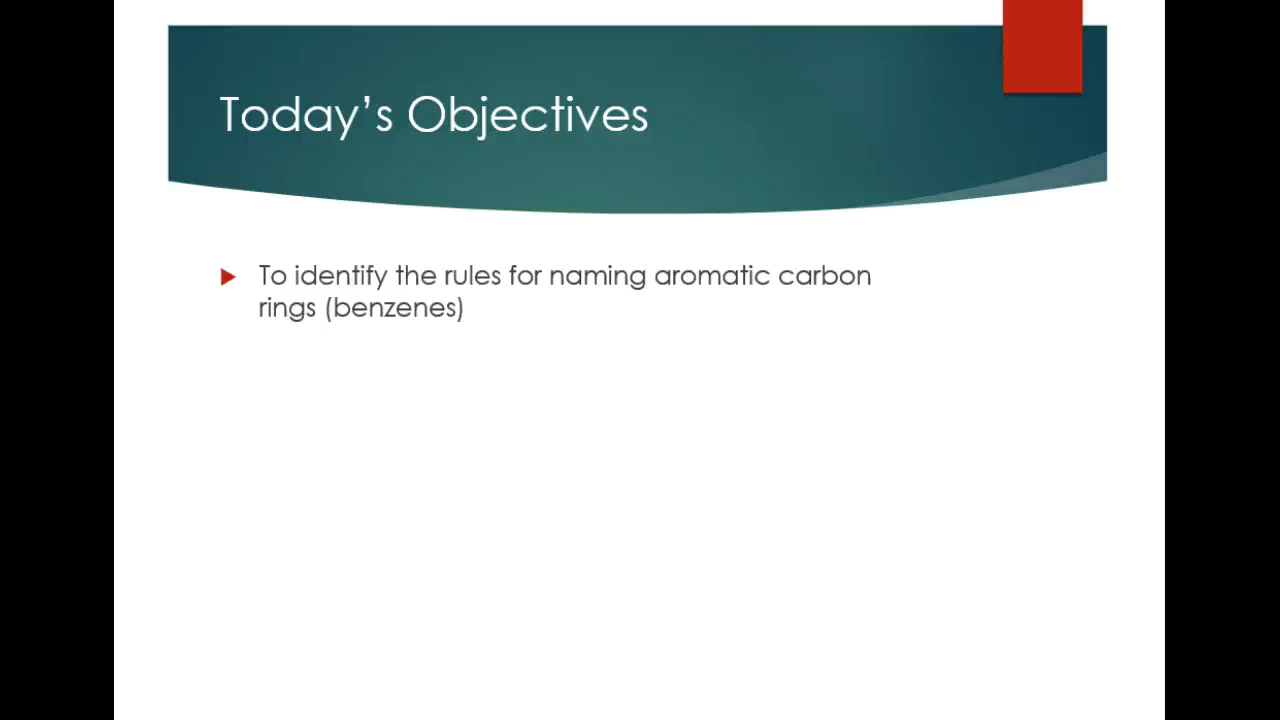 Today’s Objectives
To identify the rules for naming aromatic carbon
rings (benzenes)